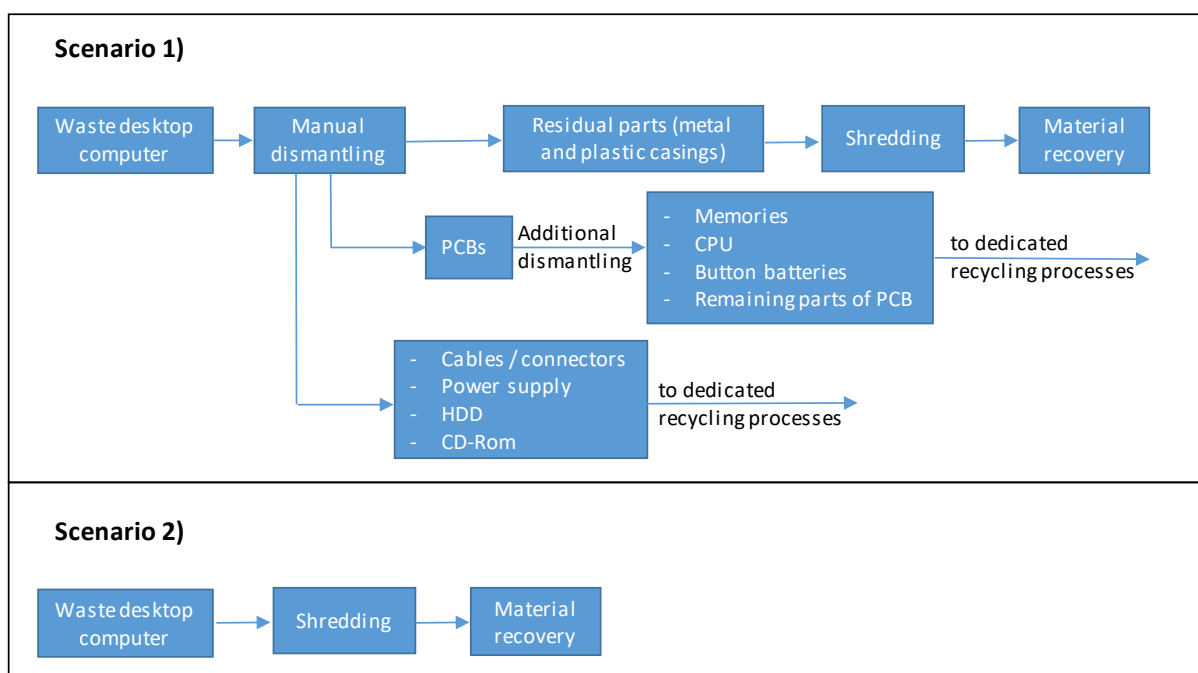 Scenario 1)
Waste desktop
computer
Manual
dismantling
Residual parts (metal
and plastic casings)
Shredding
Material
recovery
PCBs
Additional
dismantling
- Memories
- CPU
- Button batteries
- Remaining parts of PCB
to dedicated
recycling processes
- Cables / connectors
- Power supply
- HDD
- CD-Rom
to dedicated
recycling processes
Scenario 2)
Waste desktop
computer
Shredding
Material
recovery